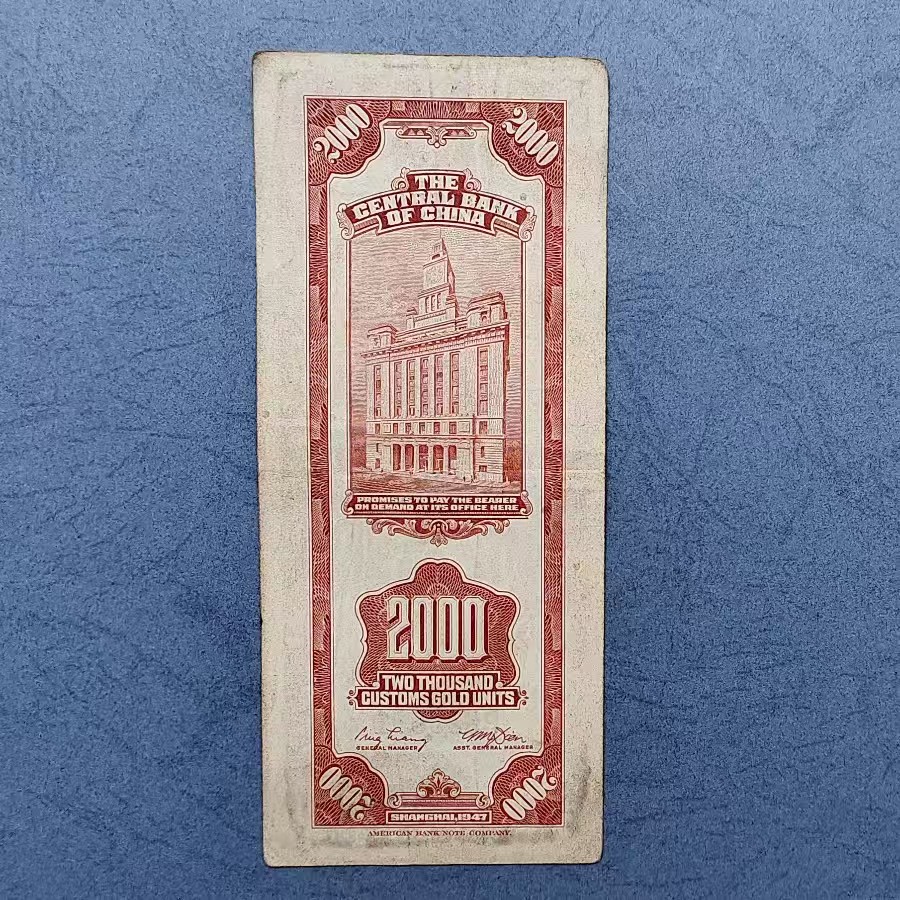 2000 2000
THE
CENTRAL BANK
OF CHINA
PROMISES TO PAY THE BEARER
ON DEMAND AT ITS OFFICE HERE
2000
TWO THOUSAND
CUSTOMS GOLD UNITS
GENERAL MANAGER ASST. GENERAL MANAGER
2000 2000
SHANGHAI, 1947
AMERICAN BANK NOTE COMPANY.